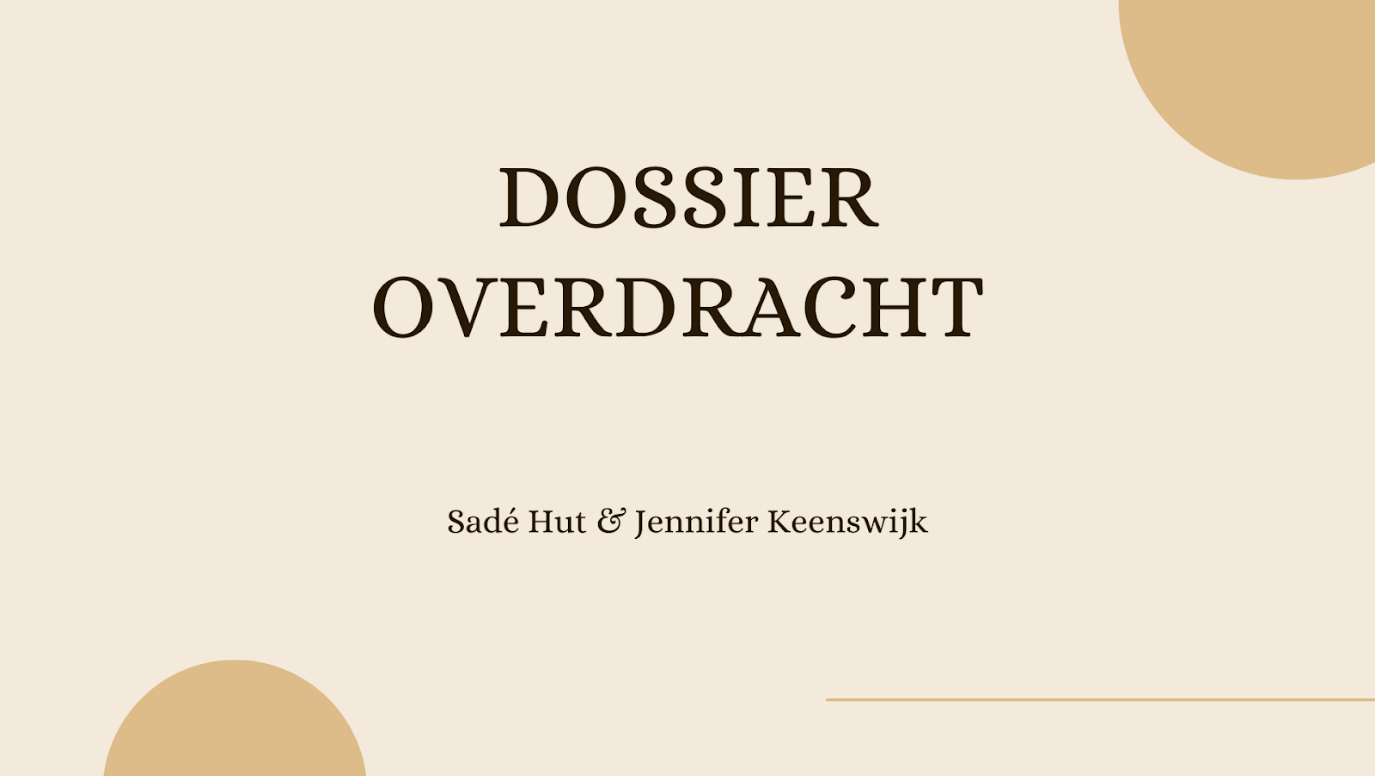 DOSSIER
OVERDRACHT
Sadé Hut & Jennifer Keenswijk